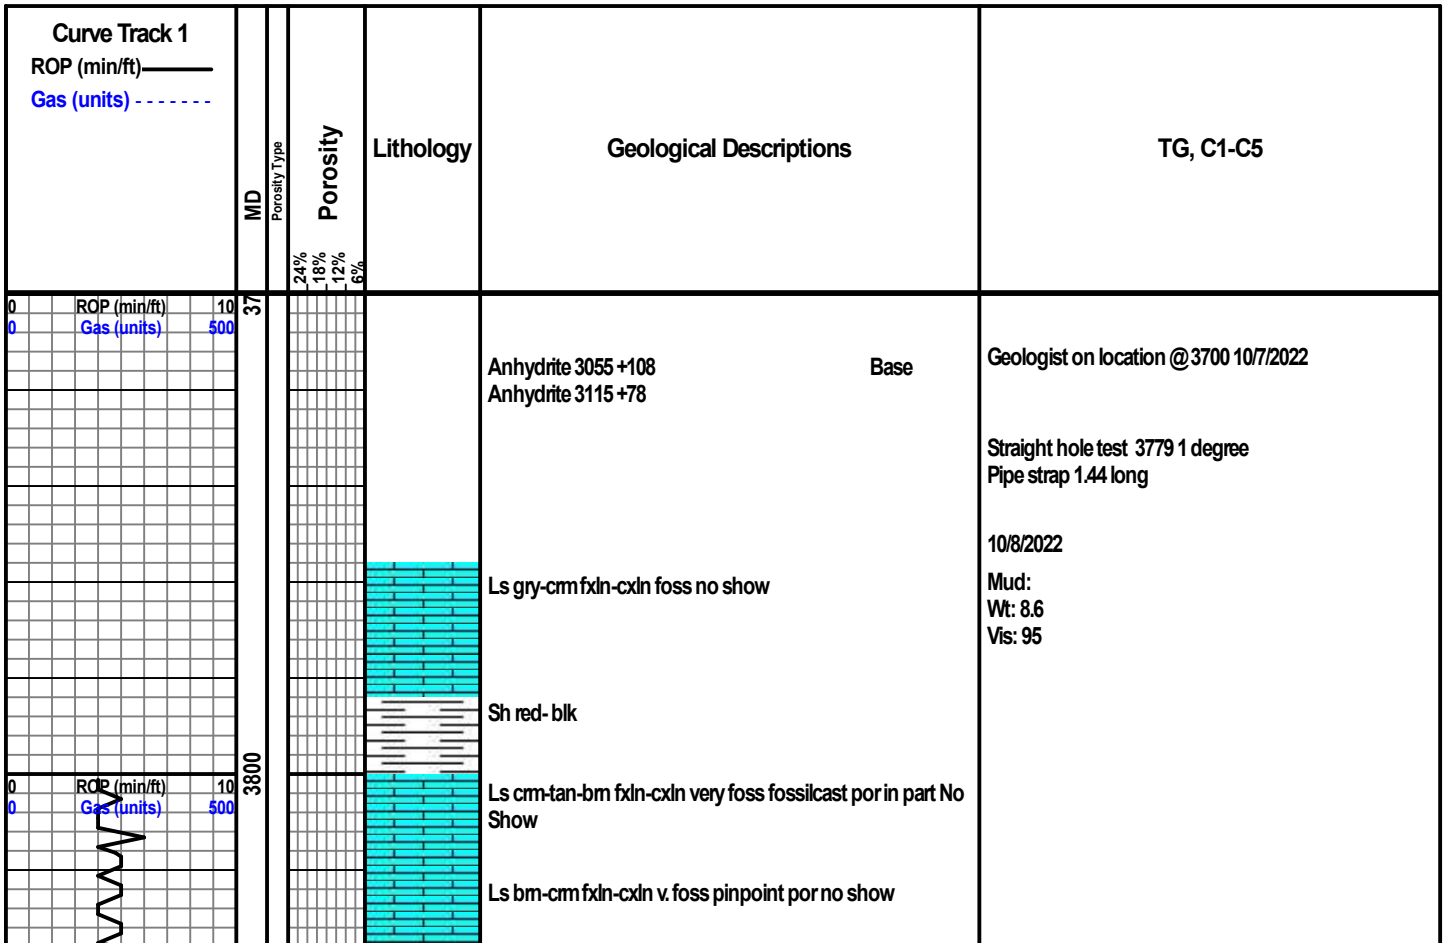 Curve Track 1
ROP (min/ft)
Gas (units)
MD
Porosity Type
Porosity
24%
18%
12%
6%
Lithology
Geological Descriptions
TG, C1-C5
0 ROP (min/ft) 10
0 Gas (units) 500
37
Anhydrite 3055 +108 Base
Anhydrite 3115 +78
Geologist on location @ 3700 10/7/2022
Straight hole test 3779 1 degree
Pipe strap 1.44 long
10/8/2022
Mud:
Wt: 8.6
Vis: 95
Ls gry-crm fxln-cxln foss no show
Sh red- blk
3800
0 ROP (min/ft) 10
0 Gas (units) 500
Ls crm-tan-brn fxln-cxln very foss fossilcast por in part No
Show
Ls brn-crm fxln-cxln v. foss pinpoint por no show